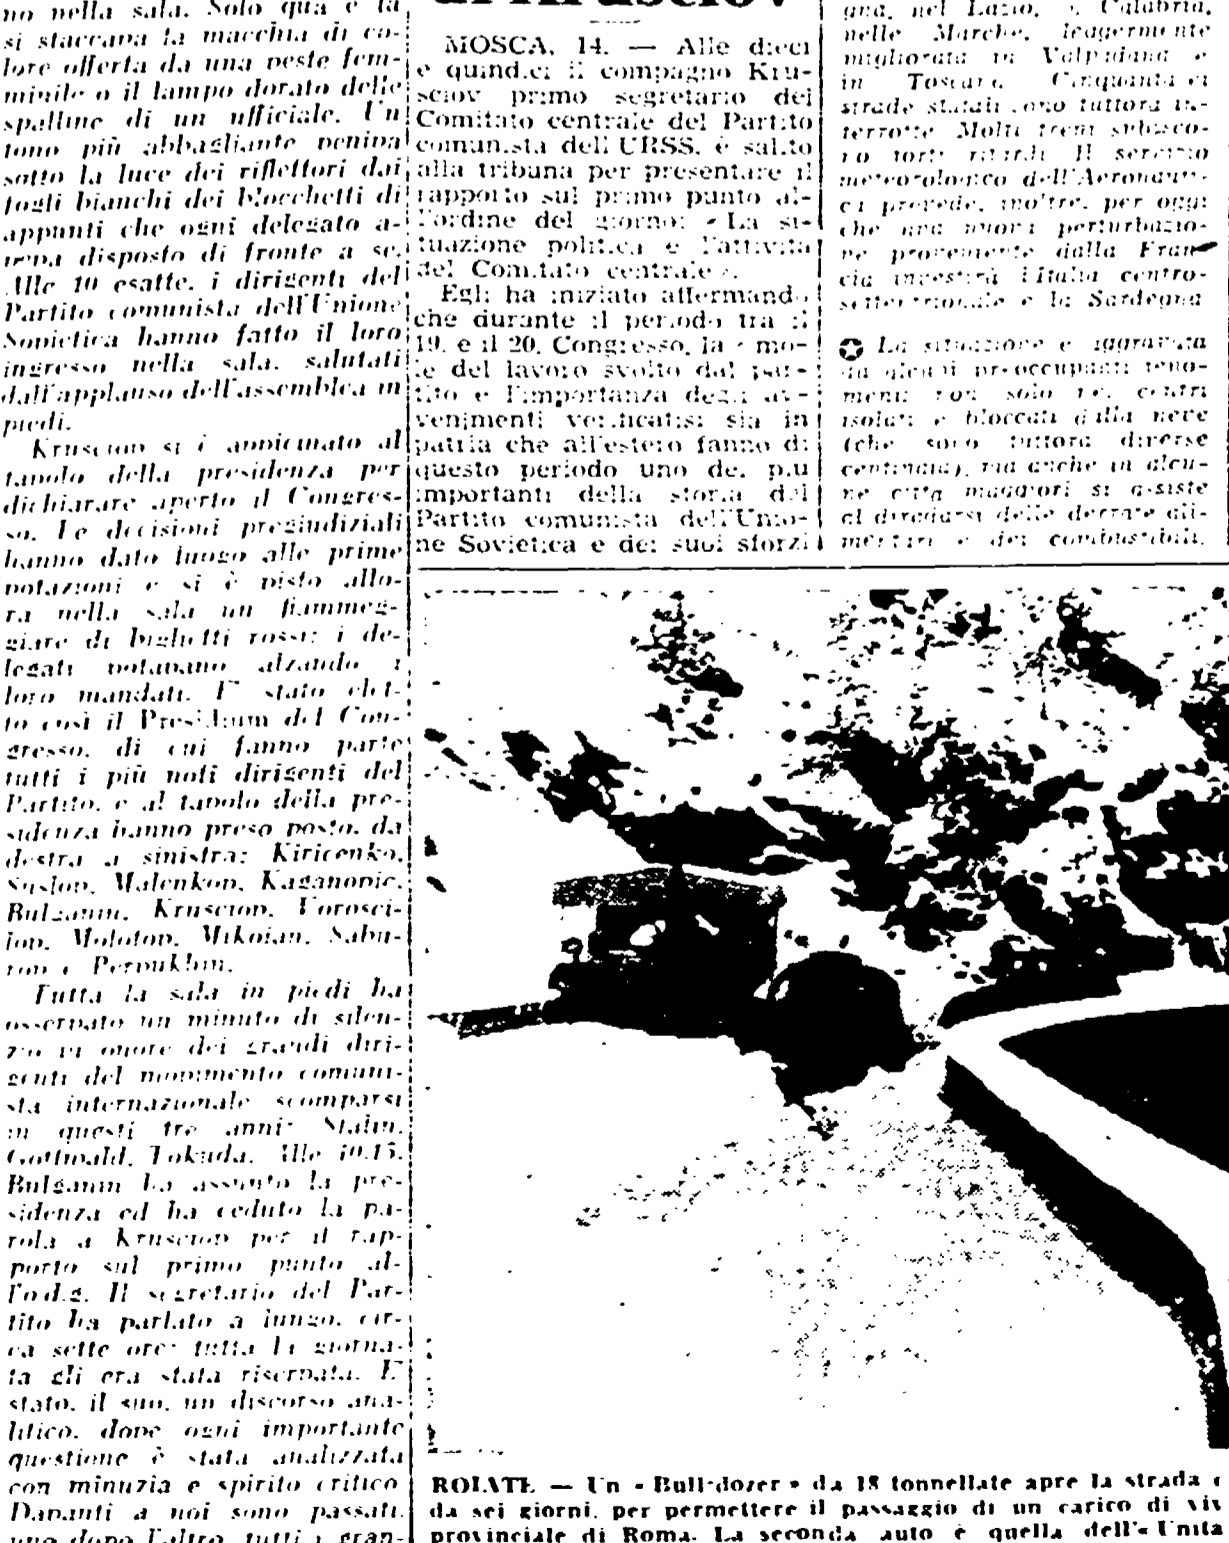 no nella sala. Solo qua e là
si staccava la macchia di co-
lore offerta da una veste fem-
minile o il lampo dorato delle
spalline di un ufficiale. Un
tono più abbagliante veniva
sotto la luce dei riflettori dai
fogli bianchi dei blocchetti di
appunti che ogni delegato a-
veva disposto di fronte a sé.
Alle 10 esatte, i dirigenti del
Partito comunista dell'Unione
Sovietica hanno fatto il loro
ingresso nella sala, salutati
dall'applauso dell'assemblea in
piedi.
Krusciov si è avvicinato al
tavolo della presidenza per
dichiarare aperto il Congres-
so. Le decisioni pregiudiziali
hanno dato luogo alle prime
votazioni e si è visto allo-
ra nella sala un fiammeg-
giare di biglietti rossi: i de-
legati votavano alzando i
loro mandati. E' stato elet-
to così il Presidium del Con-
gresso, di cui fanno parte
tutti i più noti dirigenti del
Partito, e al tavolo della pre-
sidenza hanno preso posto, da
destra a sinistra: Kiricenko,
Suslov, Malenkov, Kaganovic,
Bulganin, Krusciov, Vorosci-
lov, Molotov, Mikoian, Sabu-
rov e Pervukhin.
Tutta la sala in piedi ha
osservato un minuto di silen-
zio in onore dei grandi diri-
genti del movimento comuni-
sta internazionale scomparsi
in questi tre anni: Stalin,
Gottwald, Tokuda. Alle 10.15,
Bulganin ha assunto la pre-
sidenza ed ha ceduto la pa-
rola a Krusciov per il rap-
porto sul primo punto al-
l'o.d.g. Il segretario del Par-
tito ha parlato a lungo, cir-
ca sette ore: tutta la giorna-
ta gli era stata riservata. E'
stato, il suo, un discorso ana-
litico, dove ogni importante
questione è stata analizzata
con minuzia e spirito critico
Davanti a noi sono passati,
uno dopo l'altro, tutti i gran-
di Krusciov
MOSCA, 14. — Alle dieci
e quindici il compagno Kru-
sciov primo segretario del
Comitato centrale del Partito
comunista dell'URSS, è salito
alla tribuna per presentare il
rapporto sul primo punto al-
l'ordine del giorno: « La si-
tuazione politica e l'attività
del Comitato centrale ».
Egli ha iniziato affermando
che durante il periodo tra il
19. e il 20. Congresso, la « mo-
le del lavoro svolto dal par-
tito e l'importanza degli av-
venimenti verificatisi sia in
patria che all'estero fanno di
questo periodo uno dei più
importanti della storia del
Partito comunista dell'Unio-
ne Sovietica e dei suoi sforzi
nel Lazio, Calabria,
nelle Marche, leggermente
migliorata in Valpadana e
in Toscana. Cinquantasei
strade statali sono tuttora in-
terrotte. Molti treni subisco-
no forti ritardi. Il servizio
meteorologico dell'Aeronauti-
ca prevede, inoltre, per oggi
che una nuova perturbazio-
ne proveniente dalla Fran-
cia investirà l'Italia centro-
settentrionale e la Sardegna
La situazione è aggravata
da alcuni preoccupanti feno-
meni: non solo nei centri
isolati e bloccati dalla neve
(che sono tuttora diverse
centinaia), ma anche in alcu-
ne città maggiori si assiste
al diradarsi delle derrate ali-
mentari e dei combustibili.
ROIATE — Un « Bull-dozer » da 18 tonnellate apre la strada
da sei giorni, per permettere il passaggio di un carico di viv
provinciale di Roma. La seconda auto è quella dell'« Unità